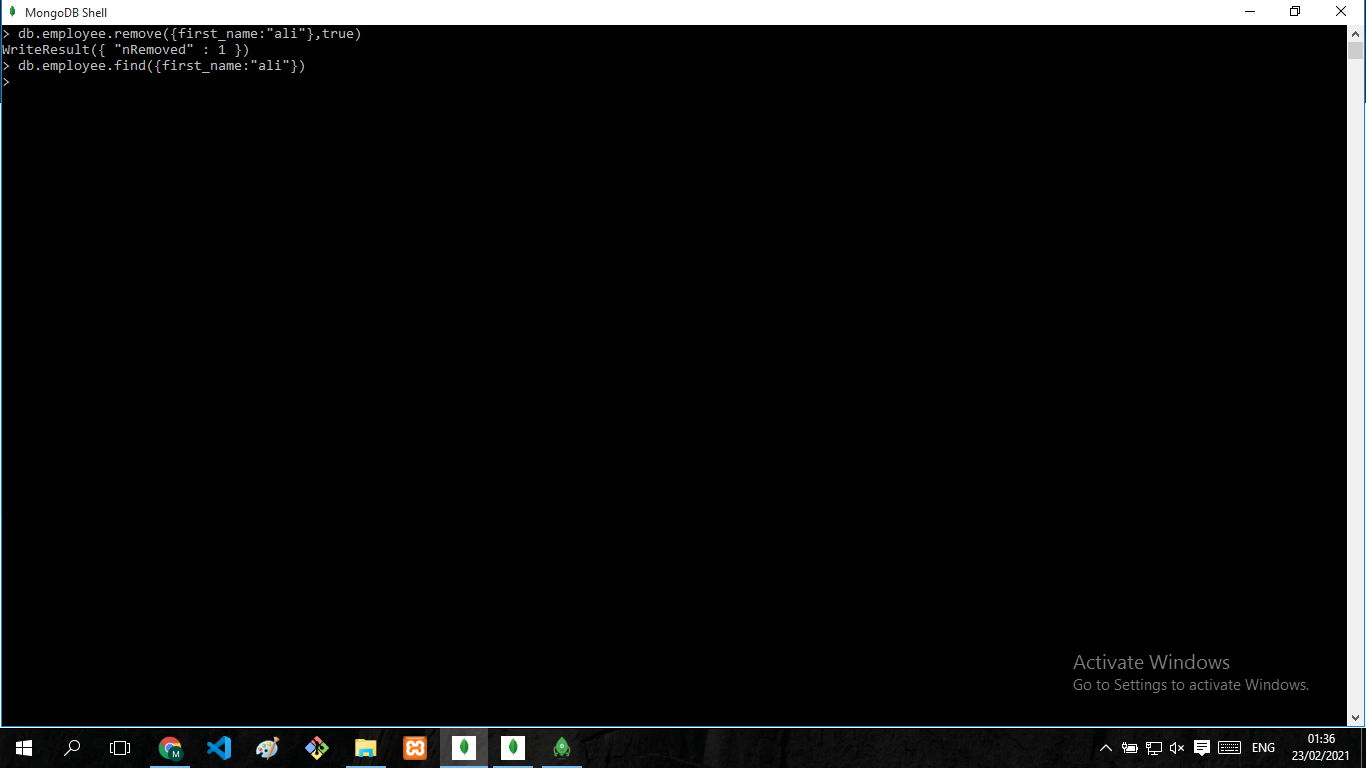 MongoDB Shell
> db.employee.remove({first_name:"ali"},true)
WriteResult({ "nRemoved" : 1 })
> db.employee.find({first_name:"ali"})
>
Activate Windows
Go to Settings to activate Windows.
M
ENG
01:36
23/02/2021